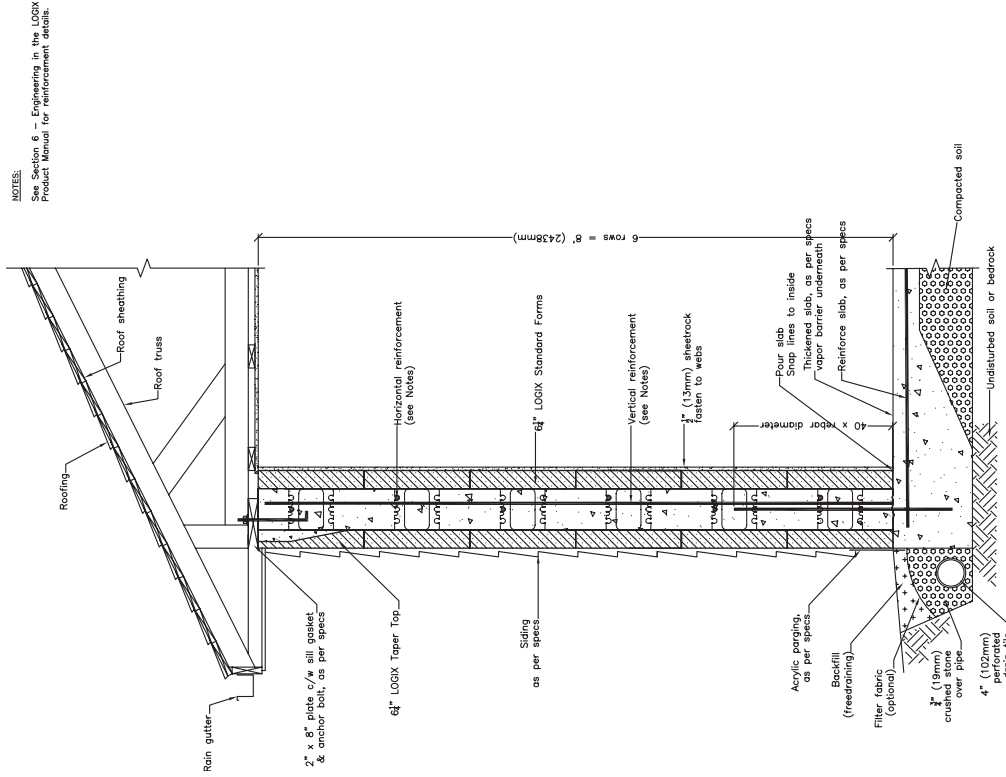 NOTES:
See Section 6 – Engineering in the LOGIX
Product Manual for reinforcement details.
Roofing
Roof sheathing
Roof truss
Rain gutter
2" x 8" plate c/w sill gasket
& anchor bolt, as per specs
6¼" LOGIX Taper Top
Horizontal reinforcement
(see Notes)
6¼" LOGIX Standard Forms
Siding
as per specs
Vertical reinforcement
(see Notes)
½" (13mm) sheetrock
fasten to webs
6 rows = 8' (2438mm)
40 x rebar diameter
Pour slab
Snap lines to inside
Thickened slab, as per specs
vapor barrier underneath
Reinforce slab, as per specs
Compacted soil
Undisturbed soil or bedrock
Acrylic parging,
as per specs
Backfill
(freedraining)
Filter fabric
(optional)
¾" (19mm)
crushed stone
over pipe
4" (102mm)
perforated